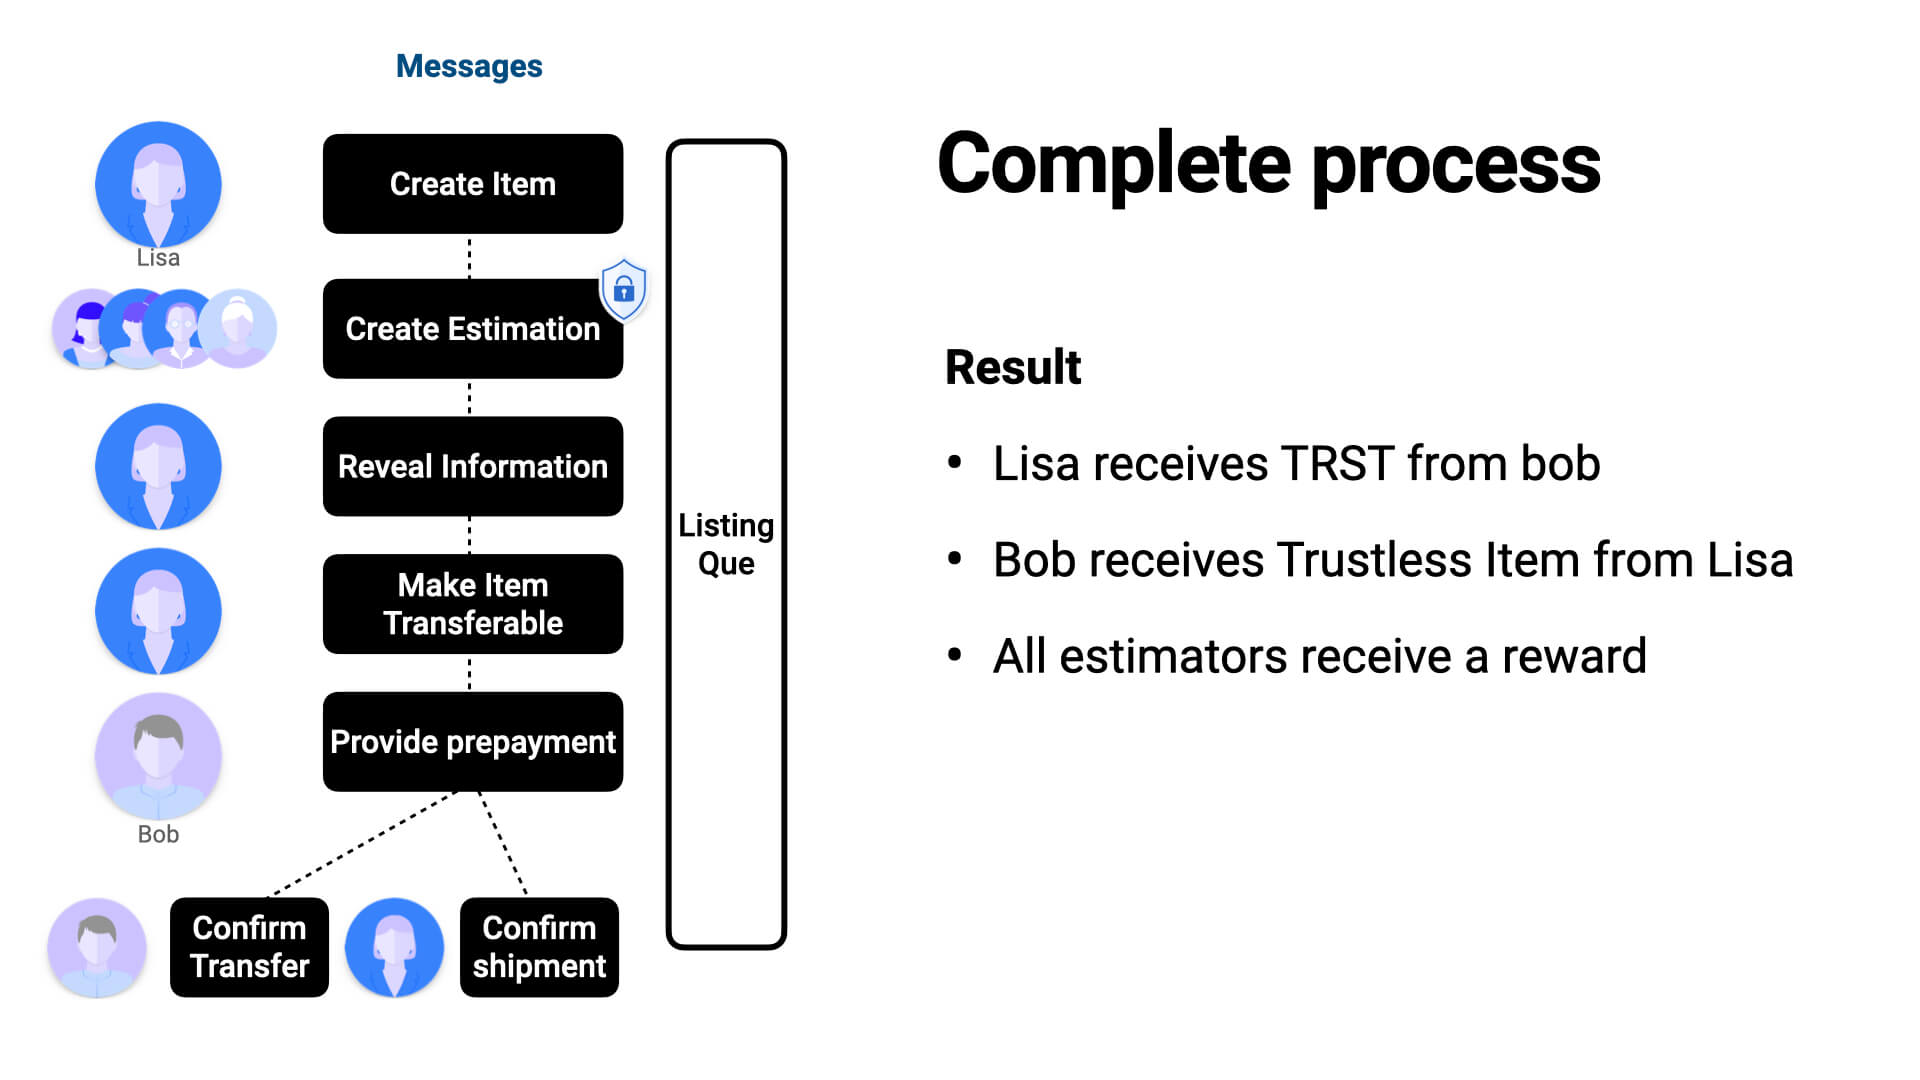 Messages
Create Item
Lisa
Create Estimation
Reveal Information
Make Item
Transferable
Provide prepayment
Bob
Confirm
Transfer
Confirm
shipment
Listing
Que
Complete process
Result
• Lisa receives TRST from bob
• Bob receives Trustless Item from Lisa
• All estimators receive a reward